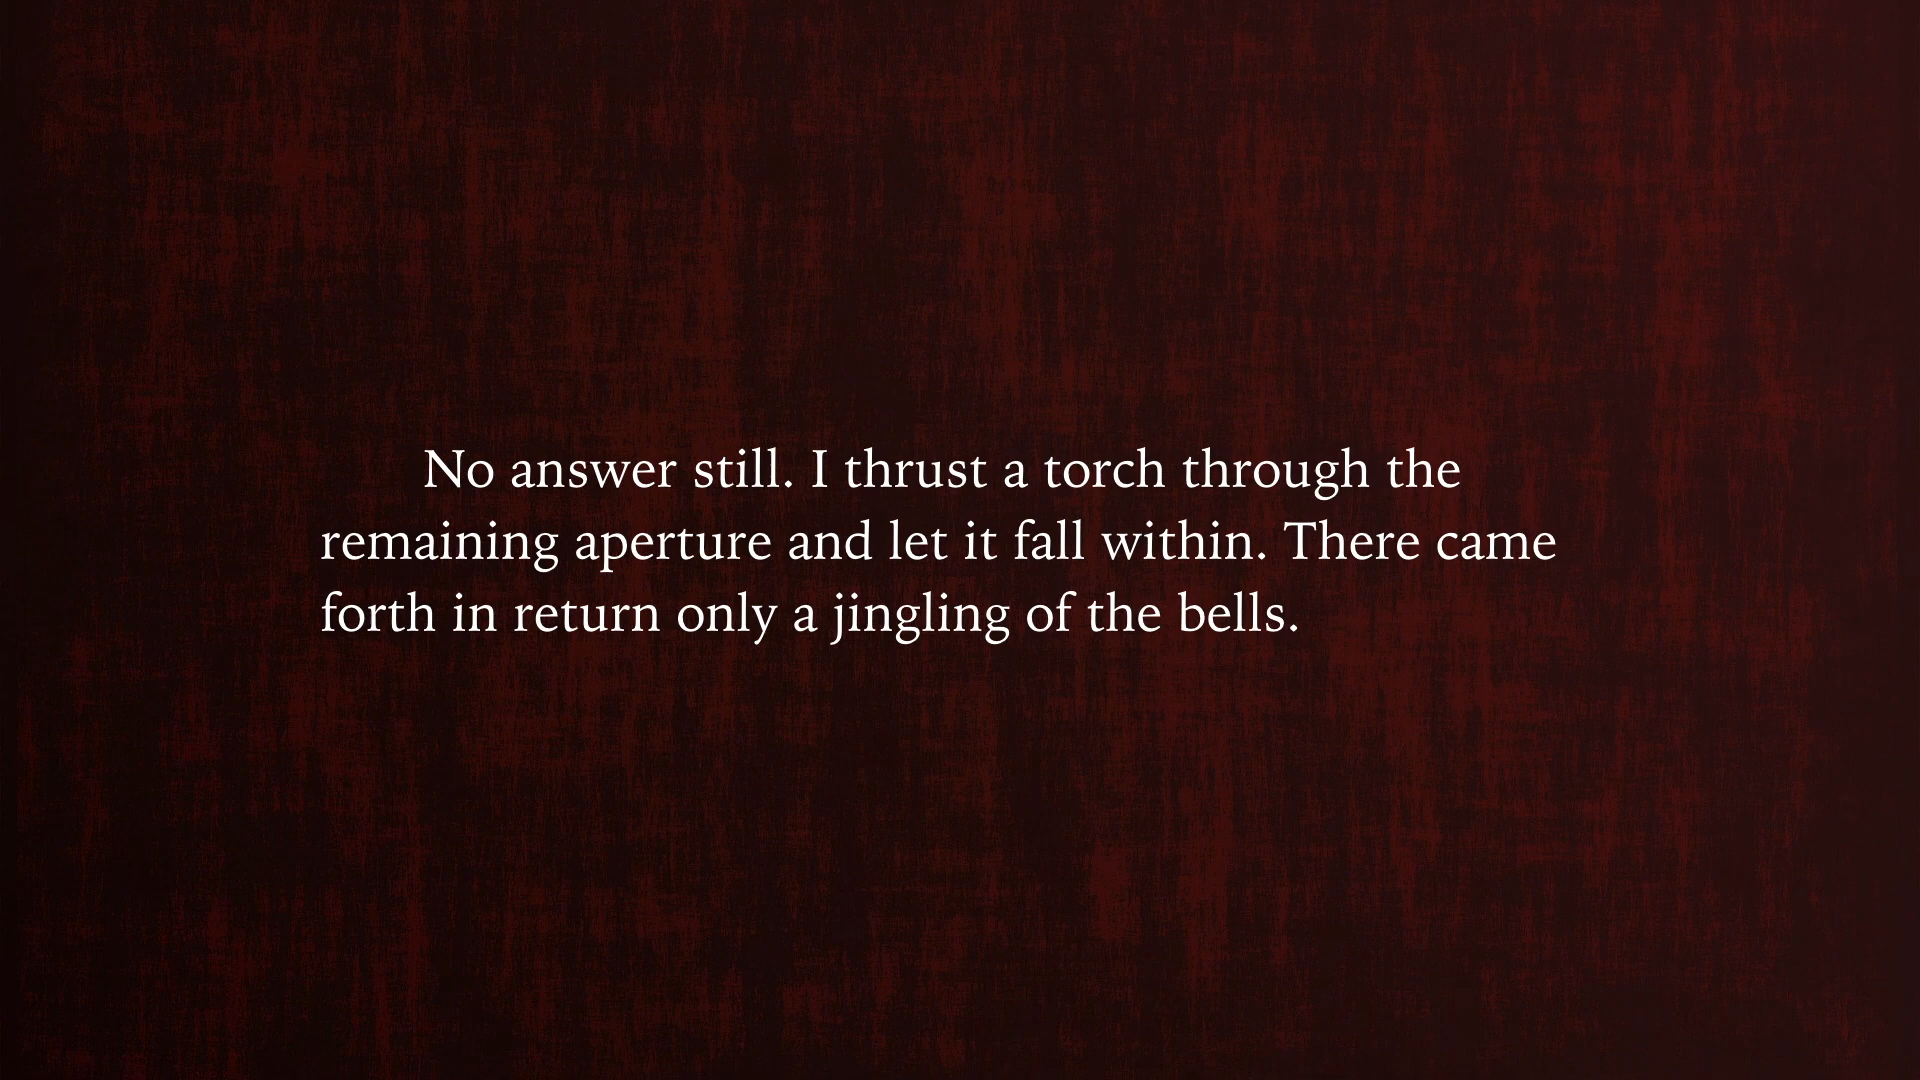 No answer still. I thrust a torch through the
remaining aperture and let it fall within. There came
forth in return only a jingling of the bells.